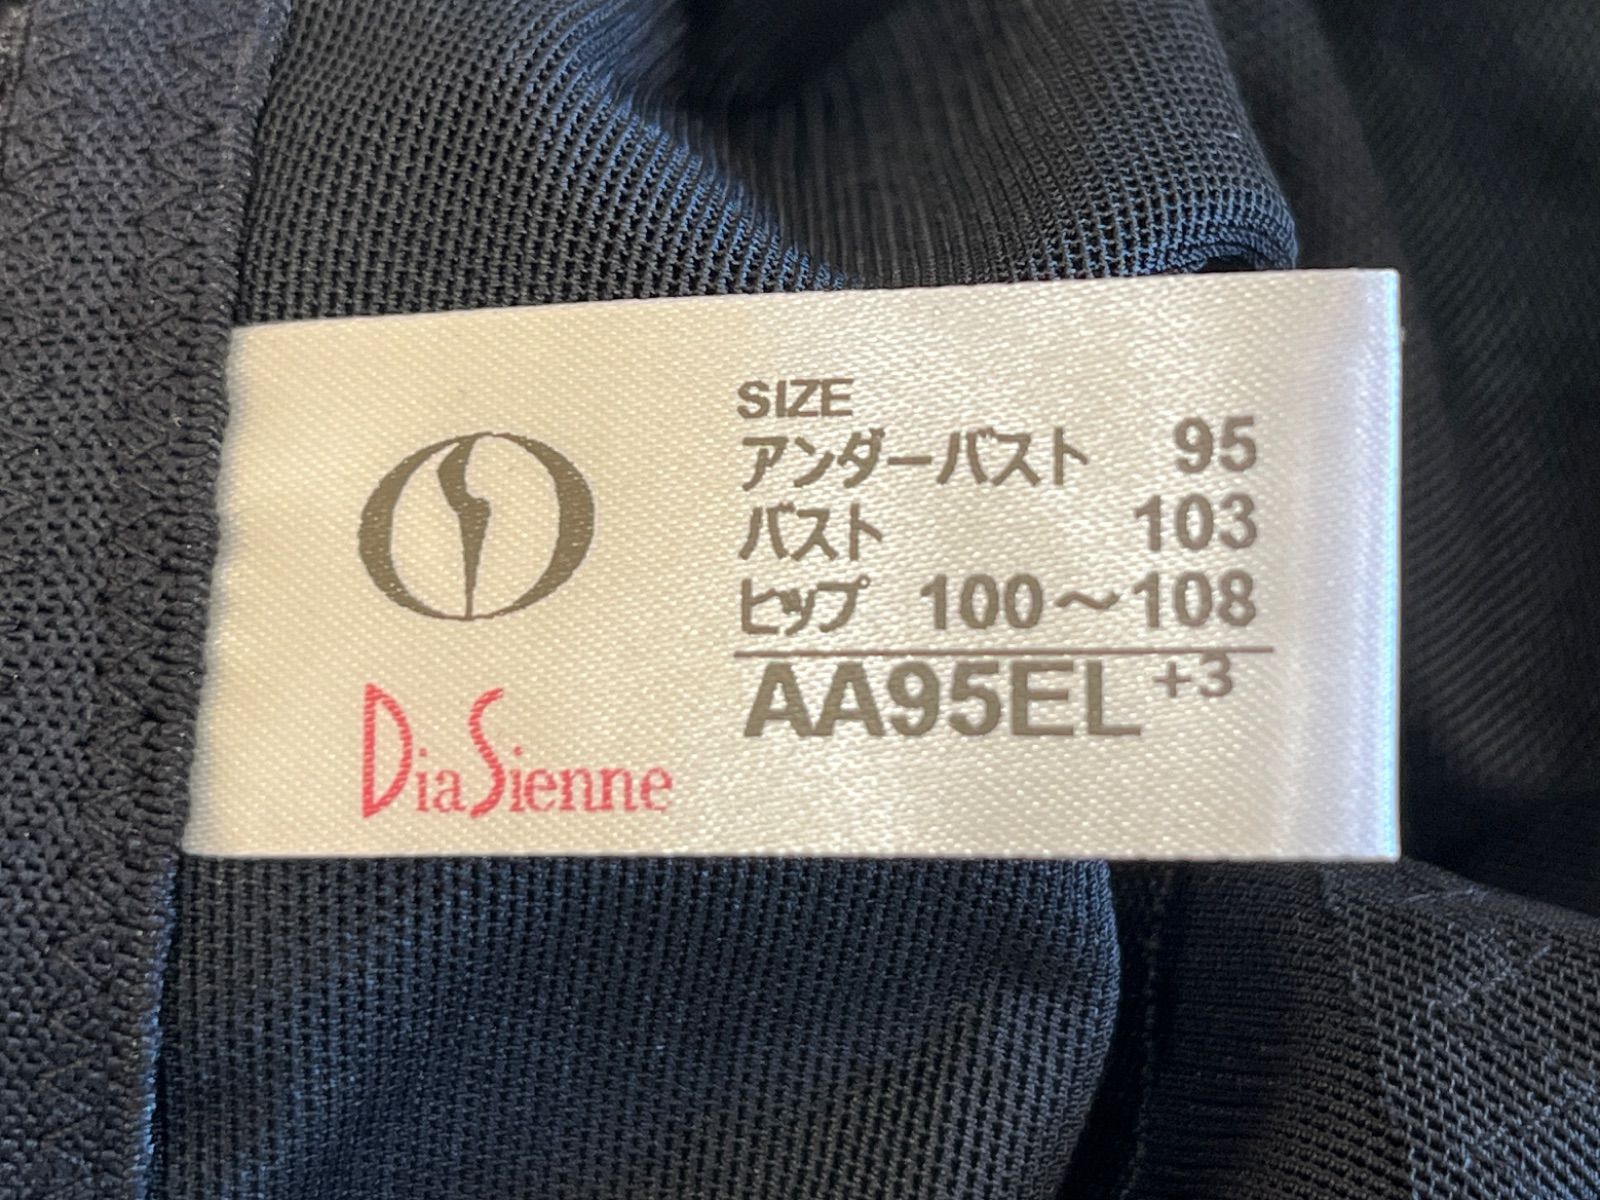 SIZE
アンダーバスト 95
バスト 103
ヒップ 100～108
AA95EL+3
DiaSienne